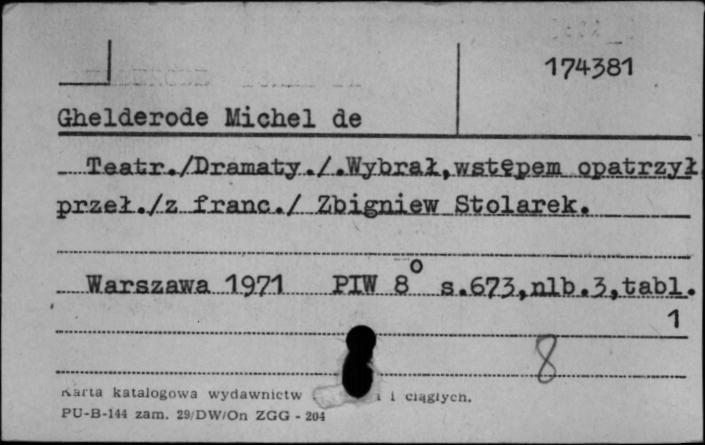 174381
Ghelderode Michel de
Teatr./Dramaty./.Wybrał,wstępem opatrzył,
przeł./z franc./ Zbigniew Stolarek.
Warszawa 1971 PIW 8° s.673,nlb.3,tabl.
1
8
Karta katalogowa wydawnictw i ciągłych.
PU-B-144 zam. 29/DW/On ZGG - 204